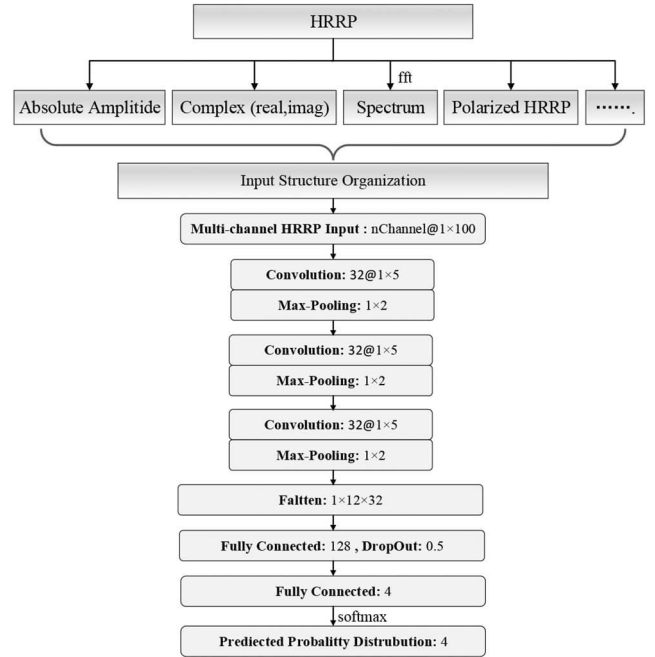 HRRP
fft
Absolute Amplitide
Complex (real,imag)
Spectrum
Polarized HRRP
…….
Input Structure Organization
Multi-channel HRRP Input : nChannel@1×100
Convolution: 32@1×5
Max-Pooling: 1×2
Convolution: 32@1×5
Max-Pooling: 1×2
Convolution: 32@1×5
Max-Pooling: 1×2
Faltten: 1×12×32
Fully Connected: 128 , DropOut: 0.5
Fully Connected: 4
softmax
Prediected Probalitty Distrubution: 4